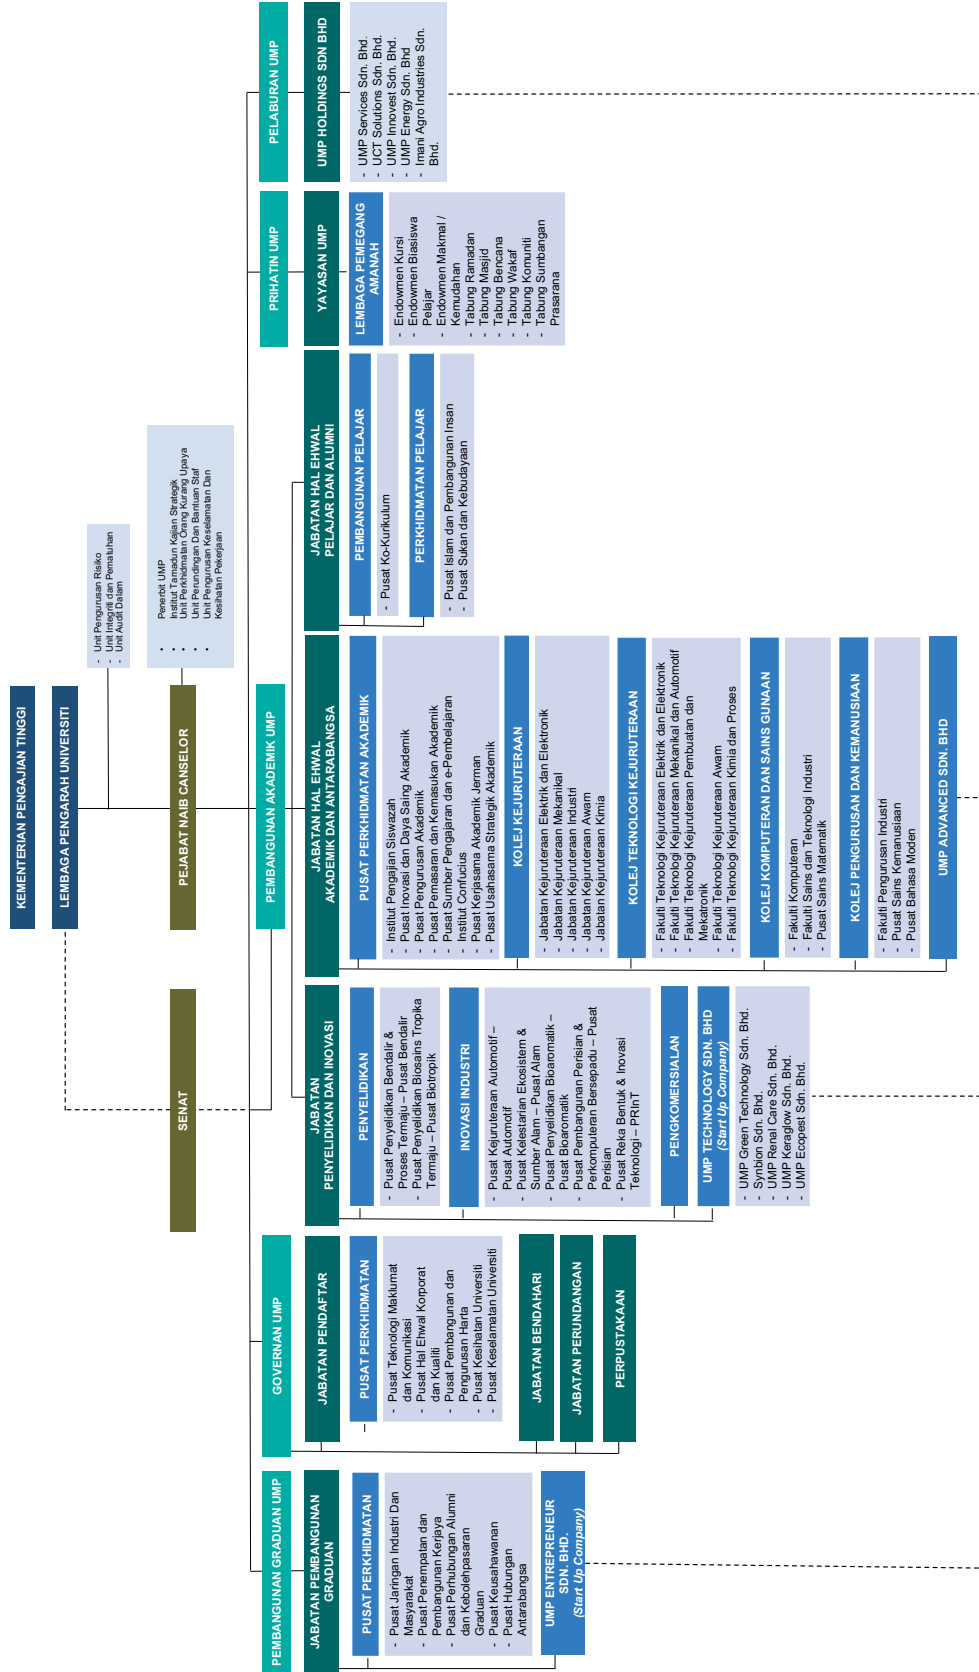 KEMENTERIAN PENGAJIAN TINGGI
LEMBAGA PENGARAH UNIVERSITI
- Unit Pengurusan Risiko
- Unit Integriti dan Pematuhan
- Unit Audit Dalam
SENAT
PEJABAT NAIB CANSELOR
• Penerbit UMP
• Institut Tamadun Kajian Strategik
• Unit Perkhidmatan Orang Kurang Upaya
• Unit Perundingan Dan Bantuan Staf
• Unit Pengurusan Keselamatan Dan
Kesihatan Pekerjaan
PEMBANGUNAN GRADUAN UMP
JABATAN PEMBANGUNAN
GRADUAN
PUSAT PERKHIDMATAN
- Pusat Jaringan Industri Dan
Masyarakat
- Pusat Penempatan dan
Pembangunan Kerjaya
- Pusat Perhubungan Alumni
dan Kebolehpasaran
Graduan
- Pusat Keusahawanan
- Pusat Hubungan
Antarabangsa
UMP ENTREPRENEUR
SDN. BHD.
(Start Up Company)
GOVERNAN UMP
JABATAN PENDAFTAR
PUSAT PERKHIDMATAN
- Pusat Teknologi Maklumat
dan Komunikasi
- Pusat Hal Ehwal Korporat
dan Kualiti
- Pusat Pembangunan dan
Pengurusan Harta
- Pusat Kesihatan Universiti
- Pusat Keselamatan Universiti
JABATAN BENDAHARI
JABATAN PERUNDANGAN
PERPUSTAKAAN
PEMBANGUNAN AKADEMIK UMP
JABATAN
PENYELIDIKAN DAN INOVASI
PENYELIDIKAN
- Pusat Penyelidikan Bendalir &
Proses Termaju – Pusat Bendalir
- Pusat Penyelidikan Biosains Tropika
Termaju – Pusat Biotropik
INOVASI INDUSTRI
- Pusat Kejuruteraan Automotif –
Pusat Automotif
- Pusat Kelestarian Ekosistem &
Sumber Alam – Pusat Alam
- Pusat Penyelidikan Bioaromatik –
Pusat Bioaromatik
- Pusat Pembangunan Perisian &
Perkomputeran Bersepadu – Pusat
Perisian
- Pusat Reka Bentuk & Inovasi
Teknologi – PRInT
PENGKOMERSIALAN
UMP TECHNOLOGY SDN. BHD
(Start Up Company)
- UMP Green Technology Sdn. Bhd.
- Synbion Sdn. Bhd.
- UMP Renal Care Sdn. Bhd.
- UMP Keraglow Sdn. Bhd.
- UMP Ecopest Sdn. Bhd.
JABATAN HAL EHWAL
AKADEMIK DAN ANTARABANGSA
PUSAT PERKHIDMATAN AKADEMIK
- Institut Pengajian Siswazah
- Pusat Inovasi dan Daya Saing Akademik
- Pusat Pengurusan Akademik
- Pusat Pemasaran dan Kemasukan Akademik
- Pusat Sumber Pengajaran dan e-Pembelajaran
- Institut Confucius
- Pusat Kerjasama Akademik Jerman
- Pusat Usahasama Strategik Akademik
KOLEJ KEJURUTERAAN
- Jabatan Kejuruteraan Elektrik dan Elektronik
- Jabatan Kejuruteraan Mekanikal
- Jabatan Kejuruteraan Industri
- Jabatan Kejuruteraan Awam
- Jabatan Kejuruteraan Kimia
KOLEJ TEKNOLOGI KEJURUTERAAN
- Fakulti Teknologi Kejuruteraan Elektrik dan Elektronik
- Fakulti Teknologi Kejuruteraan Mekanikal dan Automotif
- Fakulti Teknologi Kejuruteraan Pembuatan dan
Mekatronik
- Fakulti Teknologi Kejuruteraan Awam
- Fakulti Teknologi Kejuruteraan Kimia dan Proses
KOLEJ KOMPUTERAN DAN SAINS GUNAAN
- Fakulti Komputeran
- Fakulti Sains dan Teknologi Industri
- Pusat Sains Matematik
KOLEJ PENGURUSAN DAN KEMANUSIAAN
- Fakulti Pengurusan Industri
- Pusat Sains Kemanusiaan
- Pusat Bahasa Moden
UMP ADVANCED SDN. BHD
JABATAN HAL EHWAL
PELAJAR DAN ALUMNI
PEMBANGUNAN PELAJAR
- Pusat Ko-Kurikulum
PERKHIDMATAN PELAJAR
- Pusat Islam dan Pembangunan Insan
- Pusat Sukan dan Kebudayaan
PRIHATIN UMP
YAYASAN UMP
LEMBAGA PEMEGANG
AMANAH
- Endowmen Kursi
- Endowmen Biasiswa
Pelajar
- Endowmen Makmal /
Kemudahan
- Tabung Ramadan
- Tabung Masjid
- Tabung Bencana
- Tabung Wakaf
- Tabung Komuniti
- Tabung Sumbangan
Prasarana
PELABURAN UMP
UMP HOLDINGS SDN BHD
- UMP Services Sdn. Bhd.
- UCT Solutions Sdn. Bhd.
- UMP Innovest Sdn. Bhd.
- UMP Energy Sdn. Bhd
- Imani Agro Industries Sdn.
Bhd.